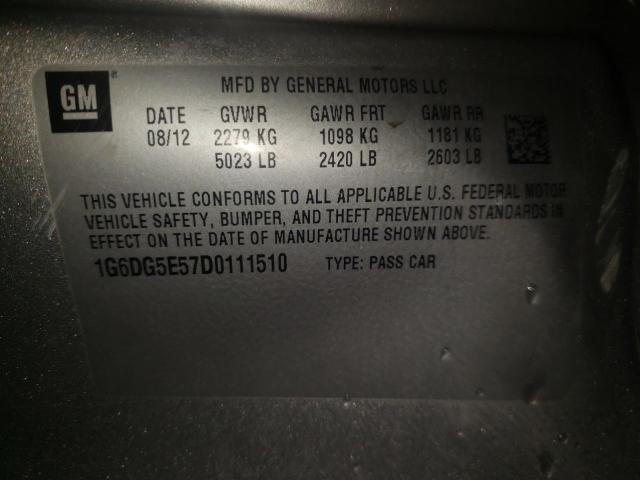 GM
MFD BY GENERAL MOTORS LLC
DATE GVWR GAWR FRT GAWR RR
08/12 2279 KG 1098 KG 1181 KG
5023 LB 2420 LB 2603 LB
THIS VEHICLE CONFORMS TO ALL APPLICABLE U.S. FEDERAL MOTOR
VEHICLE SAFETY, BUMPER, AND THEFT PREVENTION STANDARDS IN
EFFECT ON THE DATE OF MANUFACTURE SHOWN ABOVE.
1G6DG5E57D0111510 TYPE: PASS CAR